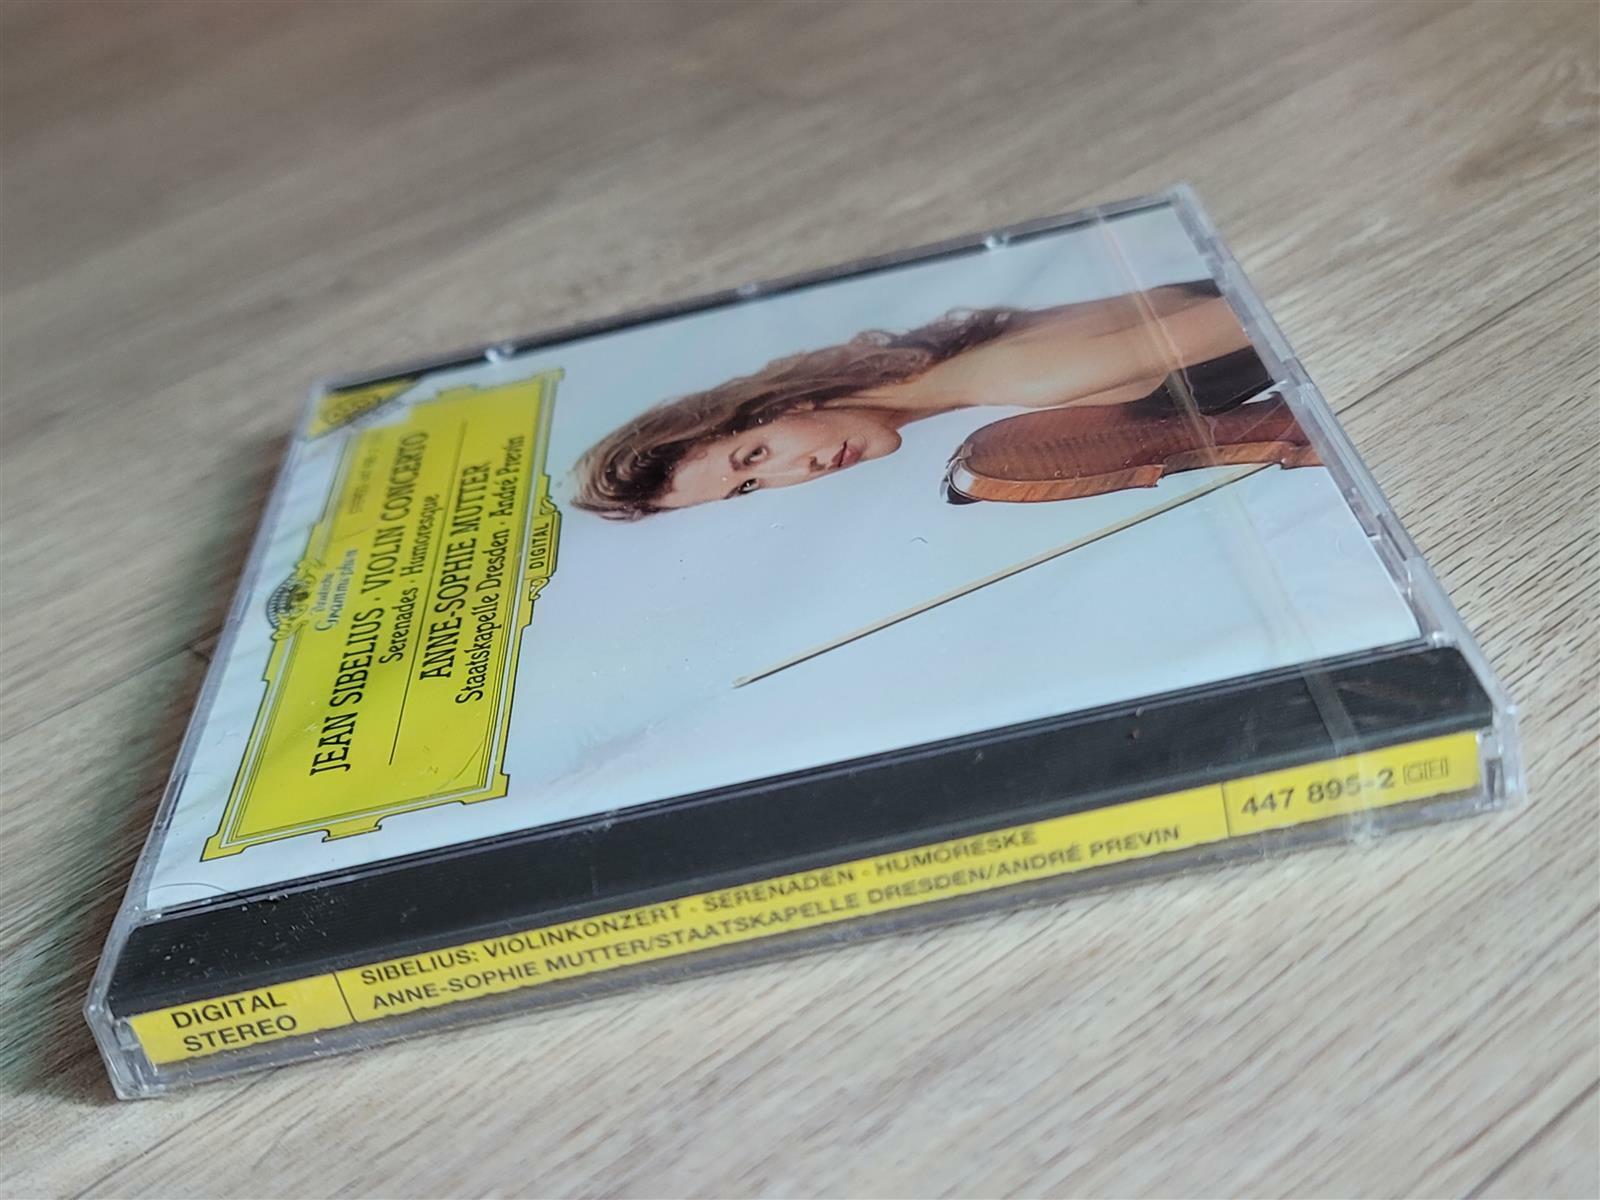 Deutsche
Grammophon
JEAN SIBELIUS · VIOLIN CONCERTO
Serenades · Humoresque
ANNE-SOPHIE MUTTER
Staatskapelle Dresden · André Previn
DIGITAL
DIGITAL
STEREO
SIBELIUS: VIOLINKONZERT · SERENADEN · HUMORESKE
ANNE-SOPHIE MUTTER/STAATSKAPELLE DRESDEN/ANDRÉ PREVIN
447 895-2 GH